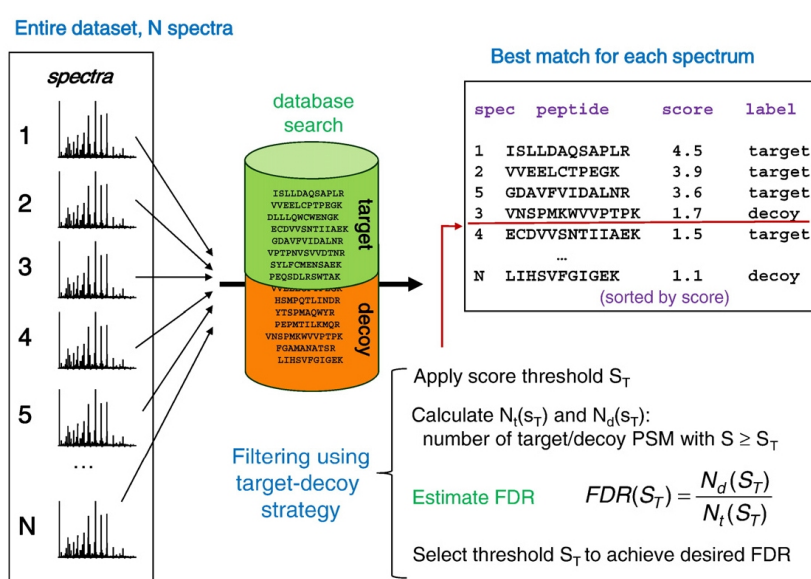 Entire dataset, N spectra
spectra
1
2
3
4
5
...
N
database
search
ISLLDAQSAPLR
VVEELCTPEGK
DLLLQWCWENGK
ECDVVSNTIIAEK
GDAVFVIDALNR
VPTPNVSVVDTNR
SYLFCMENSAEK
PEQSDLRSWTAK
target
HSMPQTLINDR
YTSPMAQWYR
PEPMTILKMQR
VNSPMKWVVPTPK
FGAMANATSR
LIHSVFGIGEK
decoy
Best match for each spectrum
spec peptide score label
1 ISLLDAQSAPLR 4.5 target
2 VVEELCTPEGK 3.9 target
5 GDAVFVIDALNR 3.6 target
3 VNSPMKWVVPTPK 1.7 decoy
4 ECDVVSNTIIAEK 1.5 target
...
N LIHSVFGIGEK 1.1 decoy
(sorted by score)
Filtering using
target-decoy
strategy
Apply score threshold S_T
Calculate N_t(s_T) and N_d(s_T):
number of target/decoy PSM with S ≥ S_T
Estimate FDR
FDR(S_T) = N_d(S_T) / N_t(S_T)
Select threshold S_T to achieve desired FDR